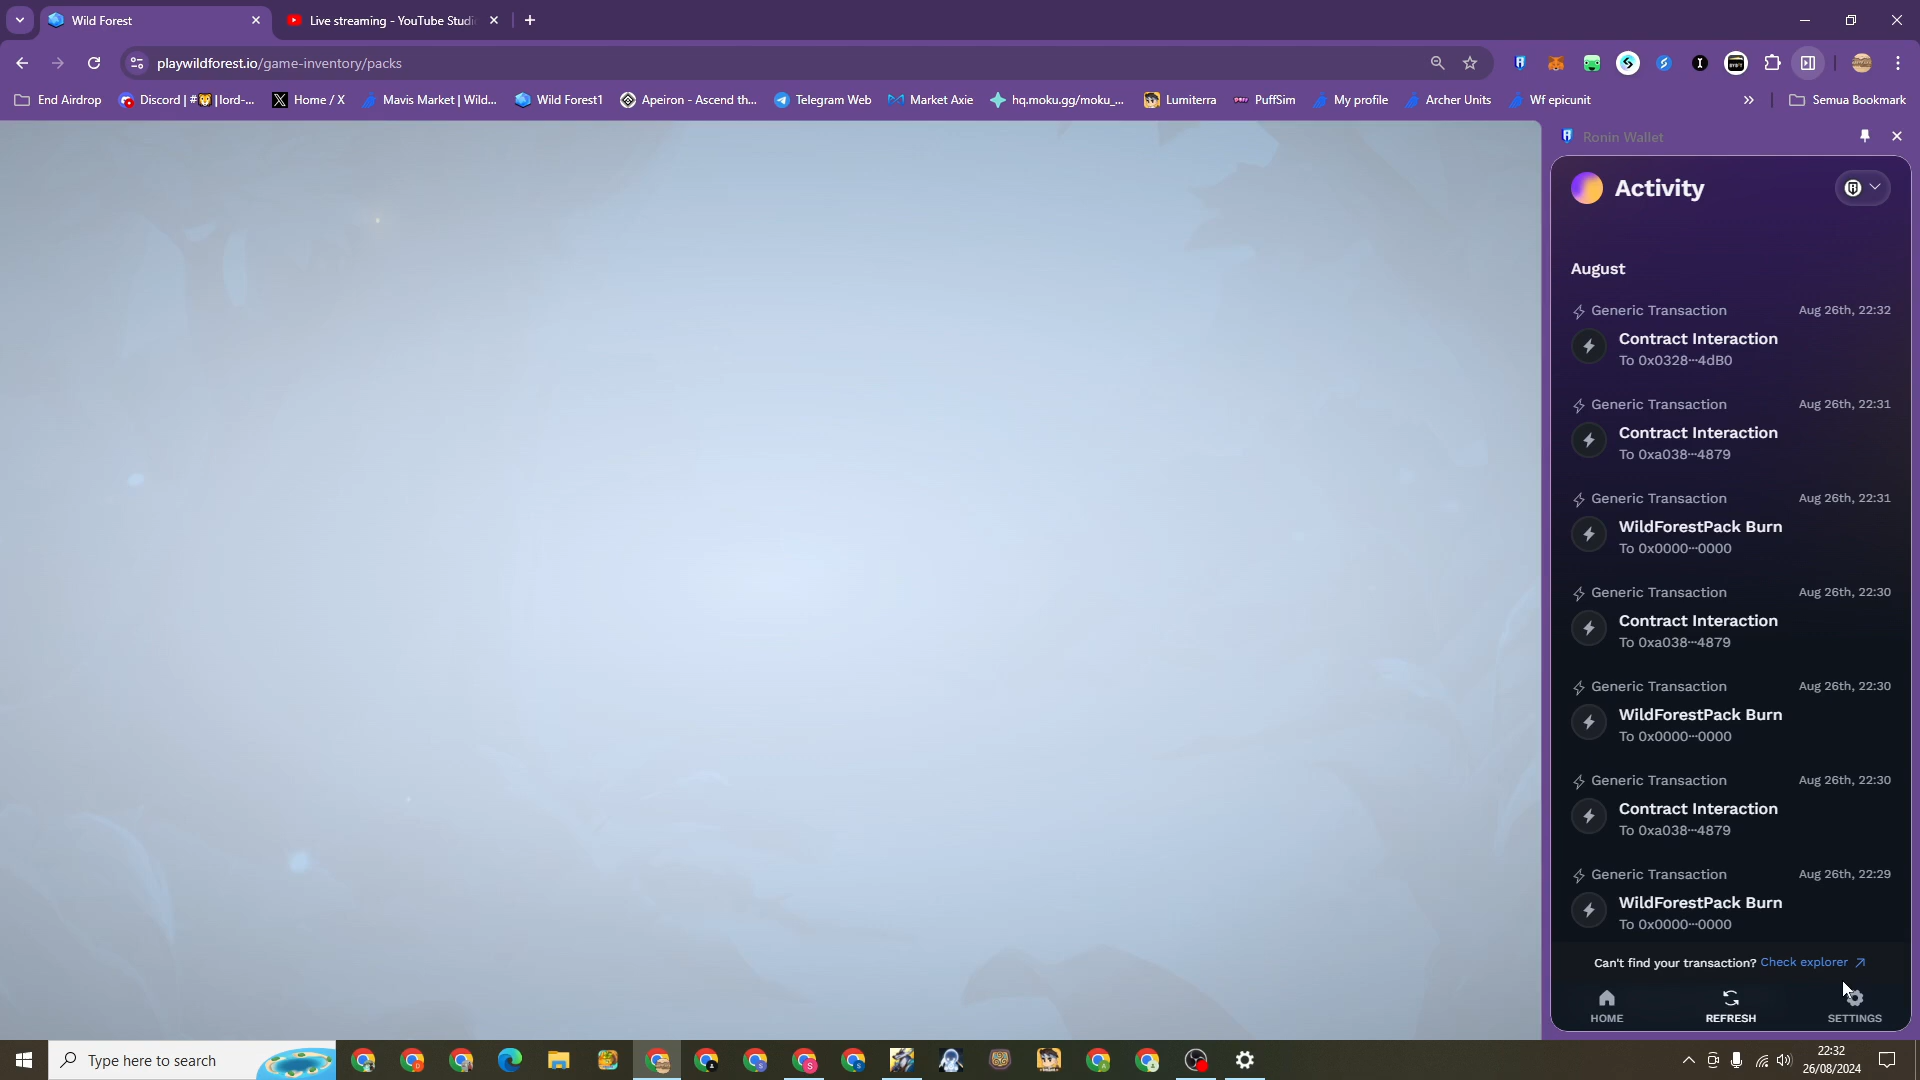 Wild Forest
Live streaming - YouTube Studi
playwildforest.io/game-inventory/packs
End Airdrop
Discord | #🦁|lord-...
Home / X
Mavis Market | Wild...
Wild Forest1
Apeiron - Ascend th...
Telegram Web
Market Axie
hq.moku.gg/moku_...
Lumiterra
PuffSim
My profile
Archer Units
Wf epicunit
»
Semua Bookmark
Ronin Wallet
Activity
August
Generic Transaction Aug 26th, 22:32
Contract Interaction
To 0x0328···4dB0
Generic Transaction Aug 26th, 22:31
Contract Interaction
To 0xa038···4879
Generic Transaction Aug 26th, 22:31
WildForestPack Burn
To 0x0000···0000
Generic Transaction Aug 26th, 22:30
Contract Interaction
To 0xa038···4879
Generic Transaction Aug 26th, 22:30
WildForestPack Burn
To 0x0000···0000
Generic Transaction Aug 26th, 22:30
Contract Interaction
To 0xa038···4879
Generic Transaction Aug 26th, 22:29
WildForestPack Burn
To 0x0000···0000
Can't find your transaction? Check explorer
HOME
REFRESH
SETTINGS
Type here to search
22:32
26/08/2024